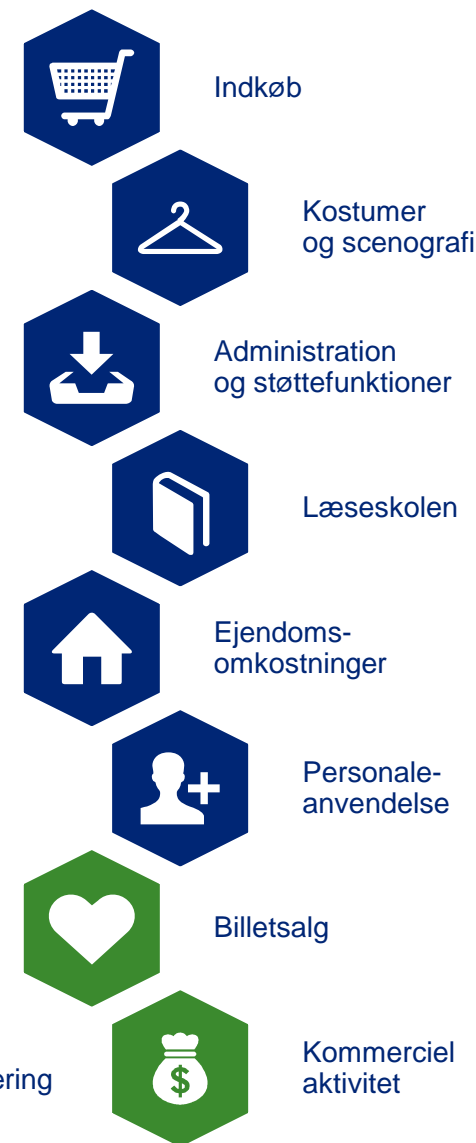 Indkøb
Kostumer
og scenografi
Administration
og støttefunktioner
Læseskolen
Ejendoms-
omkostninger
Personale-
anvendelse
Billetsalg
Kommerciel
aktivitet
$